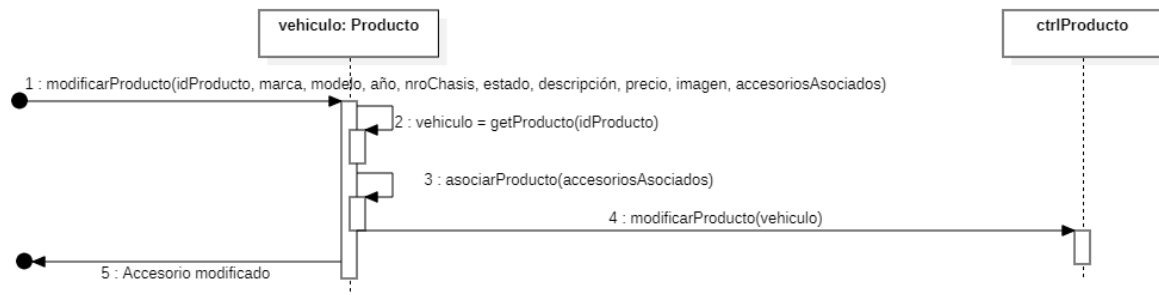 vehiculo: Producto
ctrlProducto
1 : modificarProducto(idProducto, marca, modelo, año, nroChasis, estado, descripción, precio, imagen, accesoriosAsociados)
2 : vehiculo = getProducto(idProducto)
3 : asociarProducto(accesoriosAsociados)
4 : modificarProducto(vehiculo)
5 : Accesorio modificado